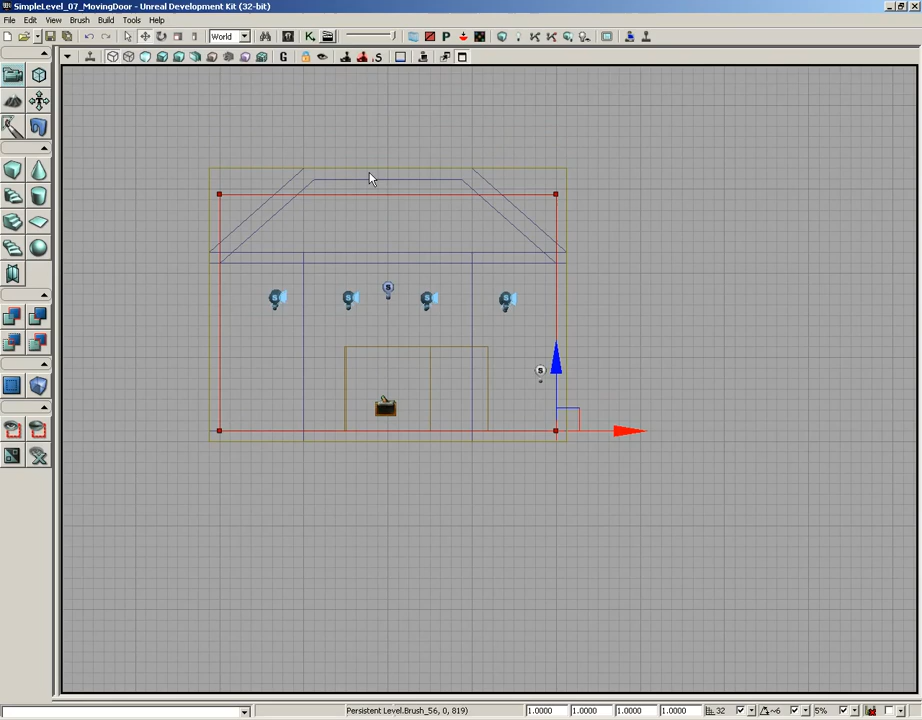 SimpleLevel_07_MovingDoor - Unreal Development Kit (32-bit)
File Edit View Brush Build Tools Help
World
G
S
Persistent Level.Brush_56, 0, 819) 1.0000 1.0000 1.0000 1.0000 32 ~6 5%